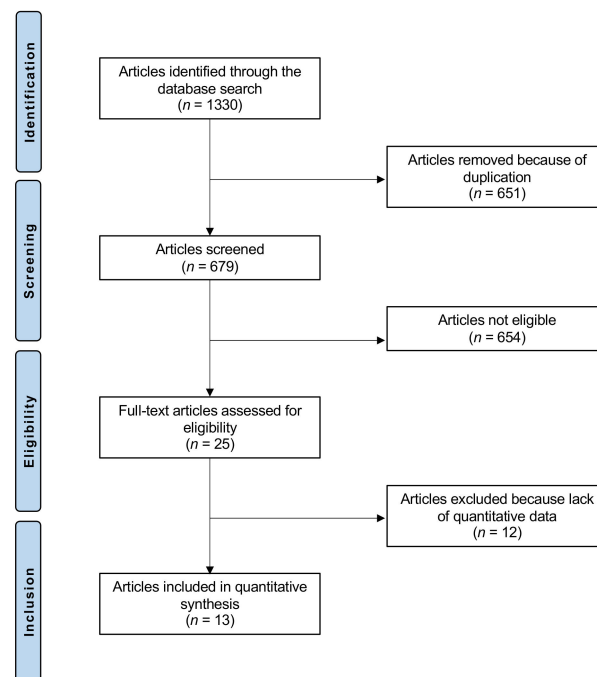 Identification
Articles identified through the
database search
(n = 1330)
Articles removed because of
duplication
(n = 651)
Screening
Articles screened
(n = 679)
Articles not eligible
(n = 654)
Eligibility
Full-text articles assessed for
eligibility
(n = 25)
Articles excluded because lack
of quantitative data
(n = 12)
Inclusion
Articles included in quantitative
synthesis
(n = 13)